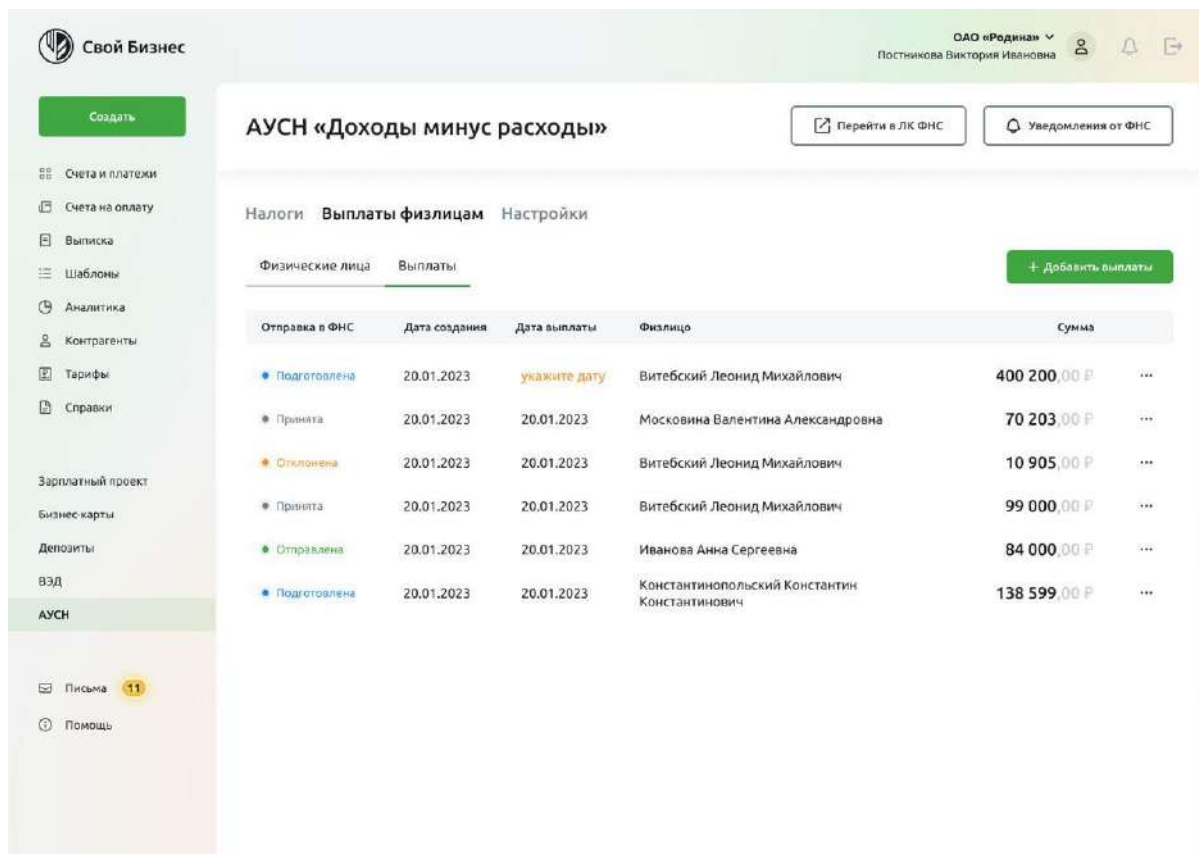 Свой Бизнес
ОАО «Родина»
Постникова Виктория Ивановна
Создать
Счета и платежи
Счета на оплату
Выписка
Шаблоны
Аналитика
Контрагенты
Тарифы
Справки
Зарплатный проект
Бизнес-карты
Депозиты
ВЭД
АУСН
Письма 11
Помощь
АУСН «Доходы минус расходы»
Перейти в ЛК ФНС
Уведомления от ФНС
Налоги Выплаты физлицам Настройки
Физические лица Выплаты
+ Добавить выплаты
Отправка в ФНС Дата создания Дата выплаты Физлицо Сумма
Подготовлена 20.01.2023 укажите дату Витебский Леонид Михайлович 400 200,00 ₽
Принята 20.01.2023 20.01.2023 Московина Валентина Александровна 70 203,00 ₽
Отклонена 20.01.2023 20.01.2023 Витебский Леонид Михайлович 10 905,00 ₽
Принята 20.01.2023 20.01.2023 Витебский Леонид Михайлович 99 000,00 ₽
Отправлена 20.01.2023 20.01.2023 Иванова Анна Сергеевна 84 000,00 ₽
Подготовлена 20.01.2023 20.01.2023 Константинопольский Константин
Константинович 138 599,00 ₽